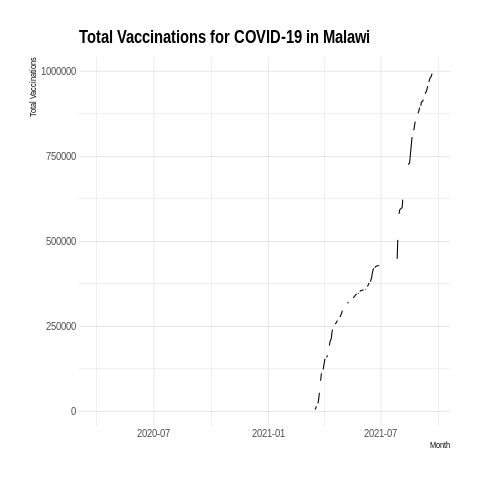 Total Vaccinations for COVID-19 in Malawi
Total Vaccinations
1000000
750000
500000
250000
0
2020-07
2021-01
2021-07
Month